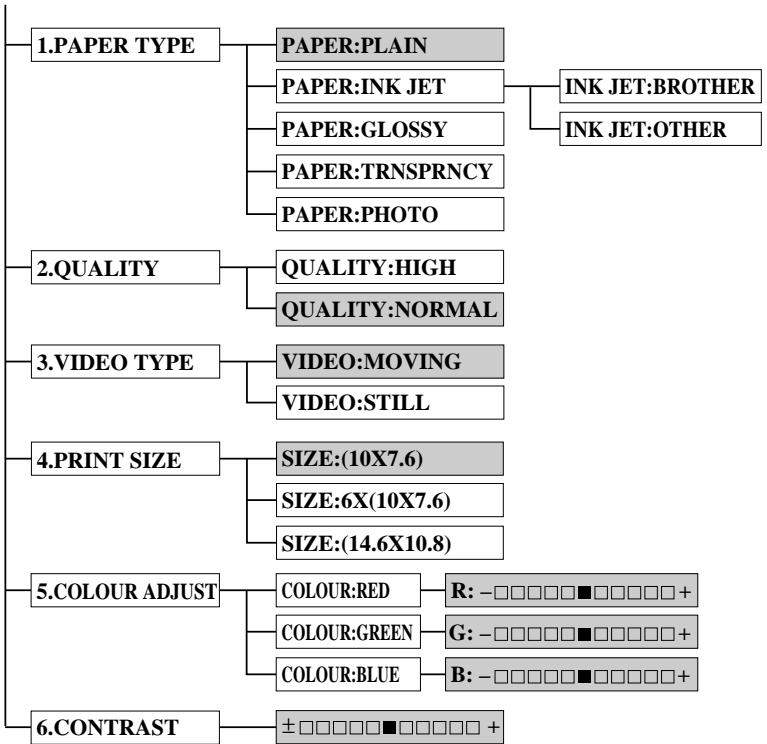 1.PAPER TYPE
PAPER:PLAIN
PAPER:INK JET
INK JET:BROTHER
INK JET:OTHER
PAPER:GLOSSY
PAPER:TRNSPRNCY
PAPER:PHOTO
2.QUALITY
QUALITY:HIGH
QUALITY:NORMAL
3.VIDEO TYPE
VIDEO:MOVING
VIDEO:STILL
4.PRINT SIZE
SIZE:(10X7.6)
SIZE:6X(10X7.6)
SIZE:(14.6X10.8)
5.COLOUR ADJUST
COLOUR:RED
R: −□□□□□■□□□□□+
COLOUR:GREEN
G: −□□□□□■□□□□□+
COLOUR:BLUE
B: −□□□□□■□□□□□+
6.CONTRAST
±□□□□□■□□□□□ +